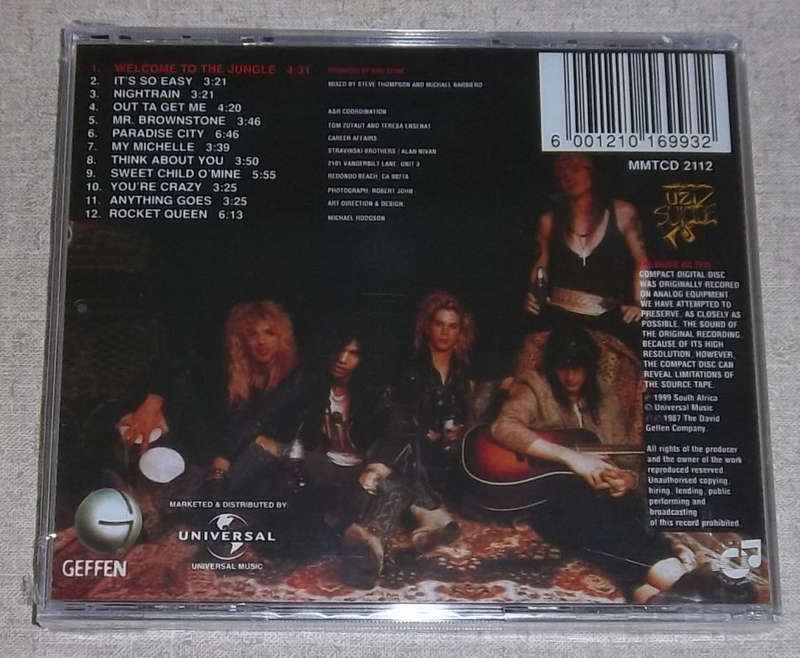 1. WELCOME TO THE JUNGLE 4:31
2. IT'S SO EASY 3:21
3. NIGHTRAIN 3:21
4. OUT TA GET ME 4:20
5. MR. BROWNSTONE 3:46
6. PARADISE CITY 6:46
7. MY MICHELLE 3:39
8. THINK ABOUT YOU 3:50
9. SWEET CHILD O'MINE 5:55
10. YOU'RE CRAZY 3:25
11. ANYTHING GOES 3:25
12. ROCKET QUEEN 6:13
PRODUCED BY MIKE CLINK
MIXED BY STEVE THOMPSON AND MICHAEL BARBIERO
A&R COORDINATION
TOM ZUTAUT AND TERESA ENSENAT
CAREER AFFAIRS
STRAVINSKI BROTHERS / ALAN NIVAN
2101 VANDERBILT LANE, UNIT 3
REDONDO BEACH, CA 90278
PHOTOGRAPH: ROBERT JOHN
ART DIRECTION & DESIGN:
MICHAEL HODGSON
6 001210 169932
MMTCD 2112
UZI
SUICIDE
COMPACT DIGITAL DISC
WAS ORIGINALLY RECORED
ON ANALOG EQUIPMENT.
WE HAVE ATTEMPTED TO
PRESERVE, AS CLOSELY AS
POSSIBLE, THE SOUND OF
THE ORIGINAL RECORDING.
BECAUSE OF ITS HIGH
RESOLUTION, HOWEVER,
THE COMPACT DISC CAN
REVEAL LIMITATIONS OF
THE SOURCE TAPE.
℗ 1999 South Africa
© Universal Music
℗ © 1987 The David
Geffen Company.
All rights of the producer
and the owner of the work
reproduced reserved.
Unauthorised copying,
hiring, lending, public
performing and
broadcasting
of this record prohibited.
GEFFEN
MARKETED & DISTRIBUTED BY:
UNIVERSAL
UNIVERSAL MUSIC